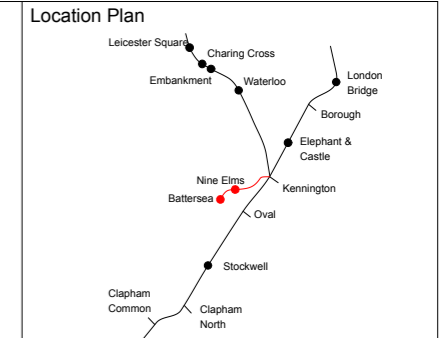 Location Plan
Leicester Square
Charing Cross
Embankment
Waterloo
London
Bridge
Borough
Elephant &
Castle
Nine Elms
Kennington
Battersea
Oval
Stockwell
Clapham
Common
Clapham
North